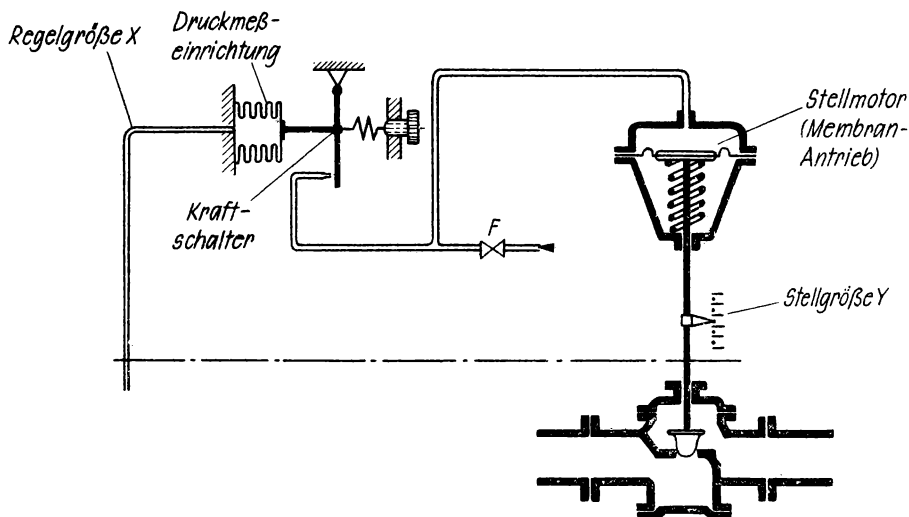 Regelgröße X
Druckmeß-
einrichtung
Kraft-
schalter
F
Stellmotor
(Membran-
Antrieb)
Stellgröße Y